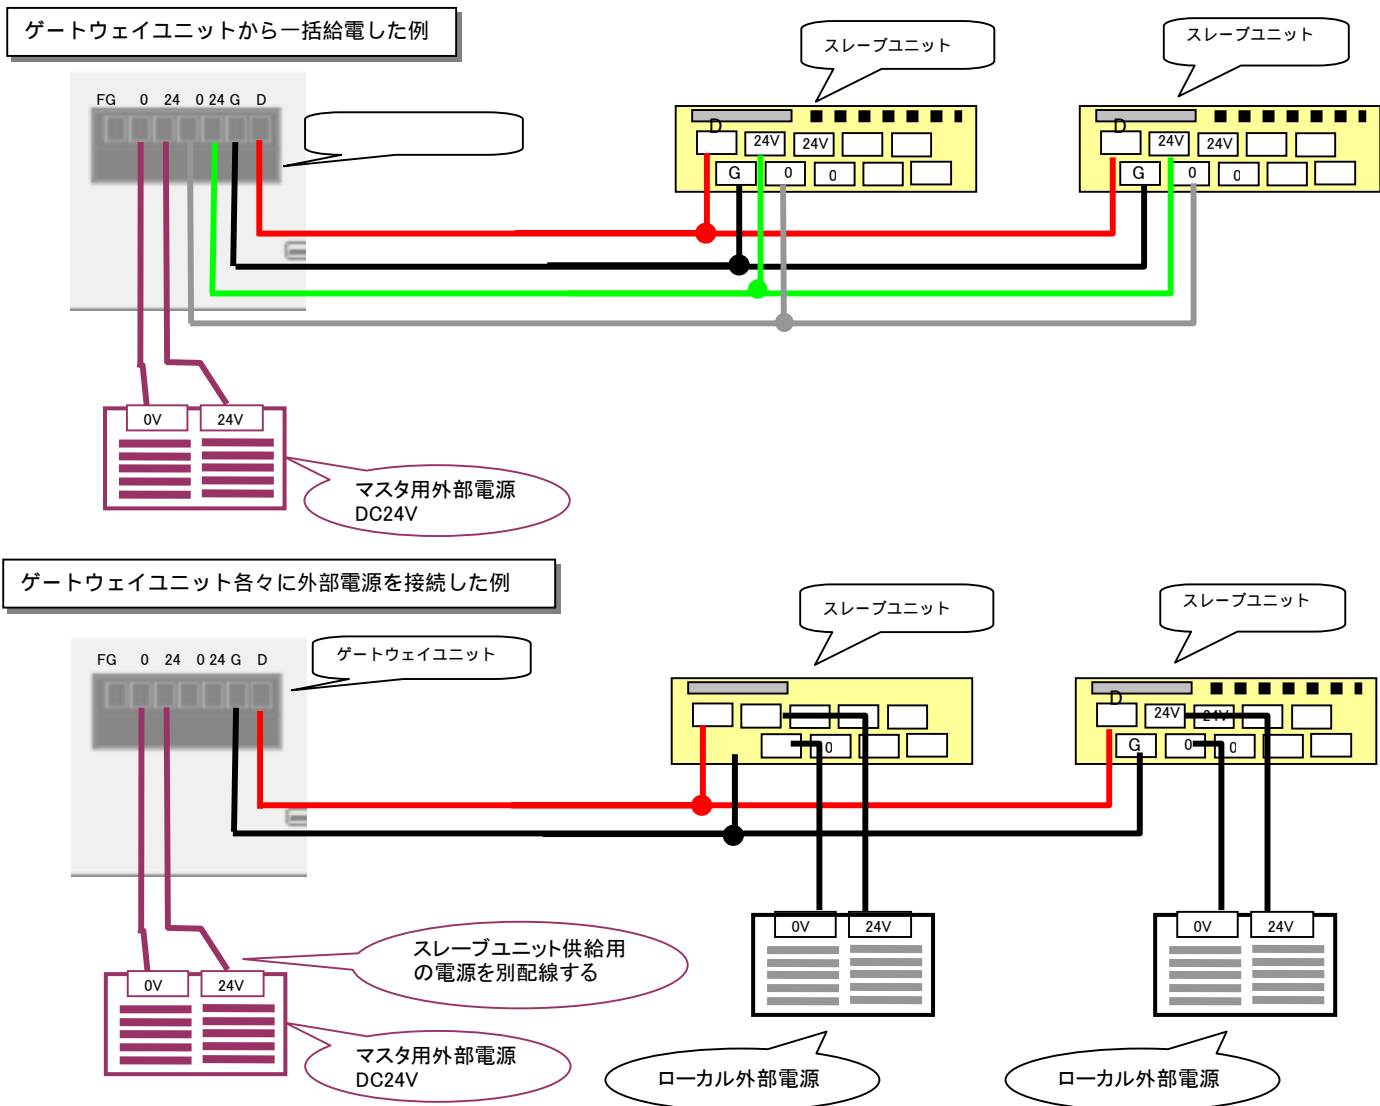 ゲートウェイユニットから一括給電した例
スレーブユニット
スレーブユニット
FG 0 24 0 24 G D
D
24V 24V
G 0 0
D
24V 24V
G 0 0
0V 24V
マスタ用外部電源
DC24V
ゲートウェイユニット各々に外部電源を接続した例
スレーブユニット
スレーブユニット
ゲートウェイユニット
FG 0 24 0 24 G D
0
D
24V 24V
G 0 0
0V 24V
0V 24V
スレーブユニット供給用
の電源を別配線する
0V 24V
マスタ用外部電源
DC24V
ローカル外部電源
ローカル外部電源